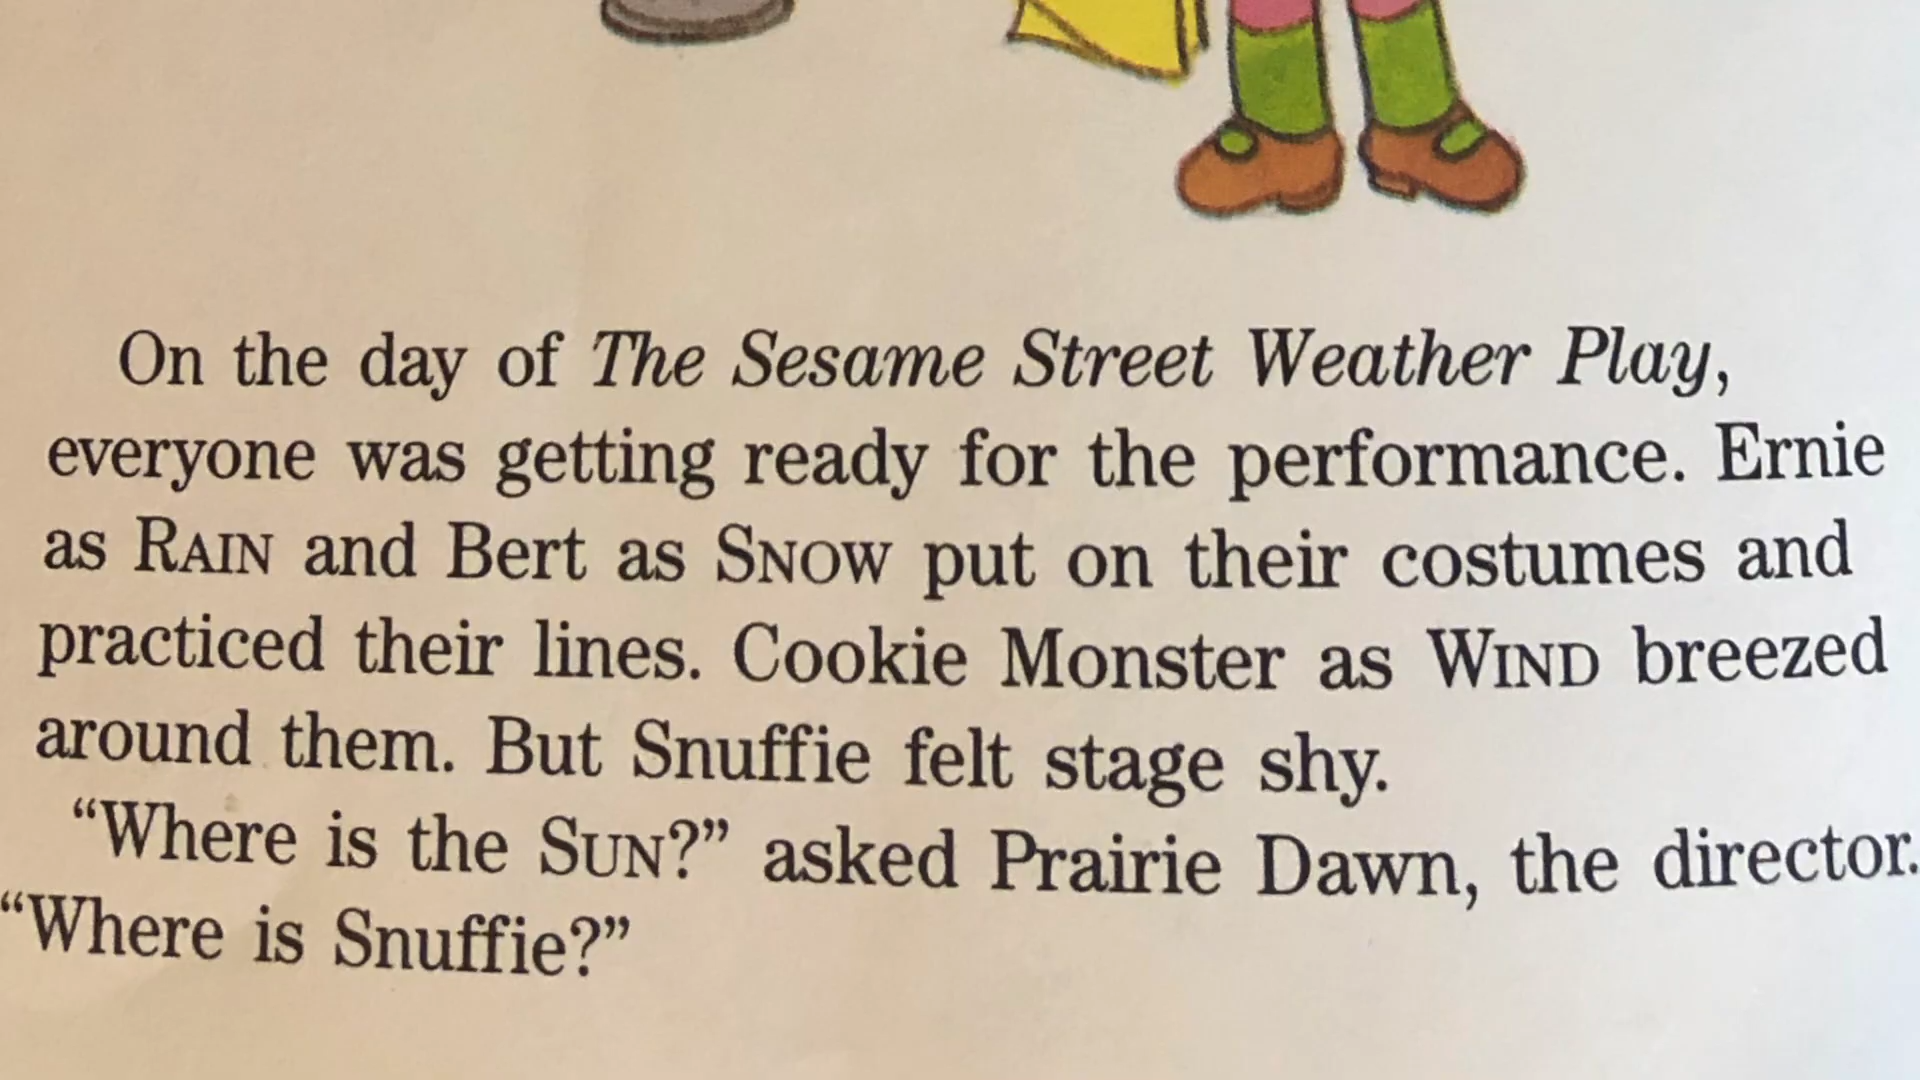 On the day of The Sesame Street Weather Play,
everyone was getting ready for the performance. Ernie
as RAIN and Bert as SNOW put on their costumes and
practiced their lines. Cookie Monster as WIND breezed
around them. But Snuffie felt stage shy.
“Where is the SUN?” asked Prairie Dawn, the director.
“Where is Snuffie?”